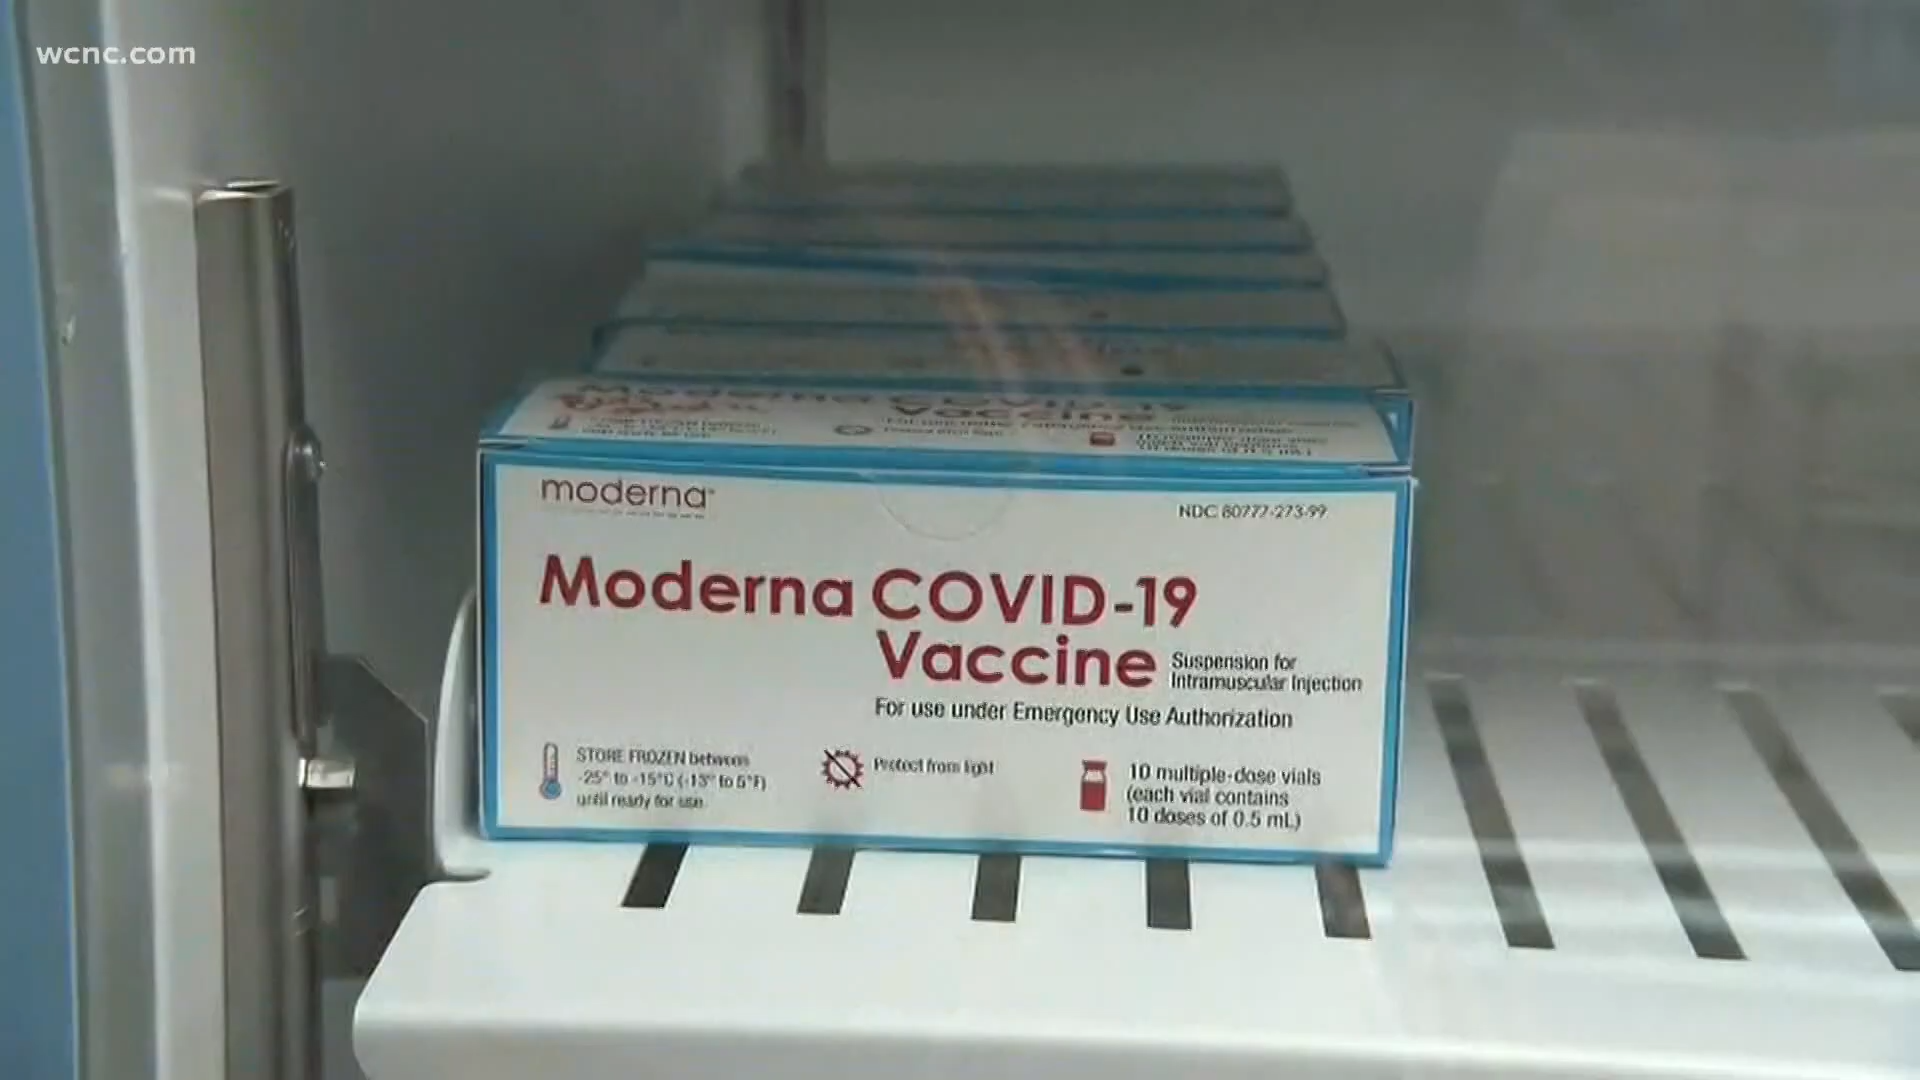 wcnc.com
Moderna COVID-19
Vaccine
moderna
NDC 80777-273-99
Moderna COVID-19
Vaccine
Suspension for
Intramuscular Injection
For use under Emergency Use Authorization
STORE FROZEN between
-25° to -15°C (-13° to 5°F)
until ready for use
Protect from light
10 multiple-dose vials
(each vial contains
10 doses of 0.5 mL)